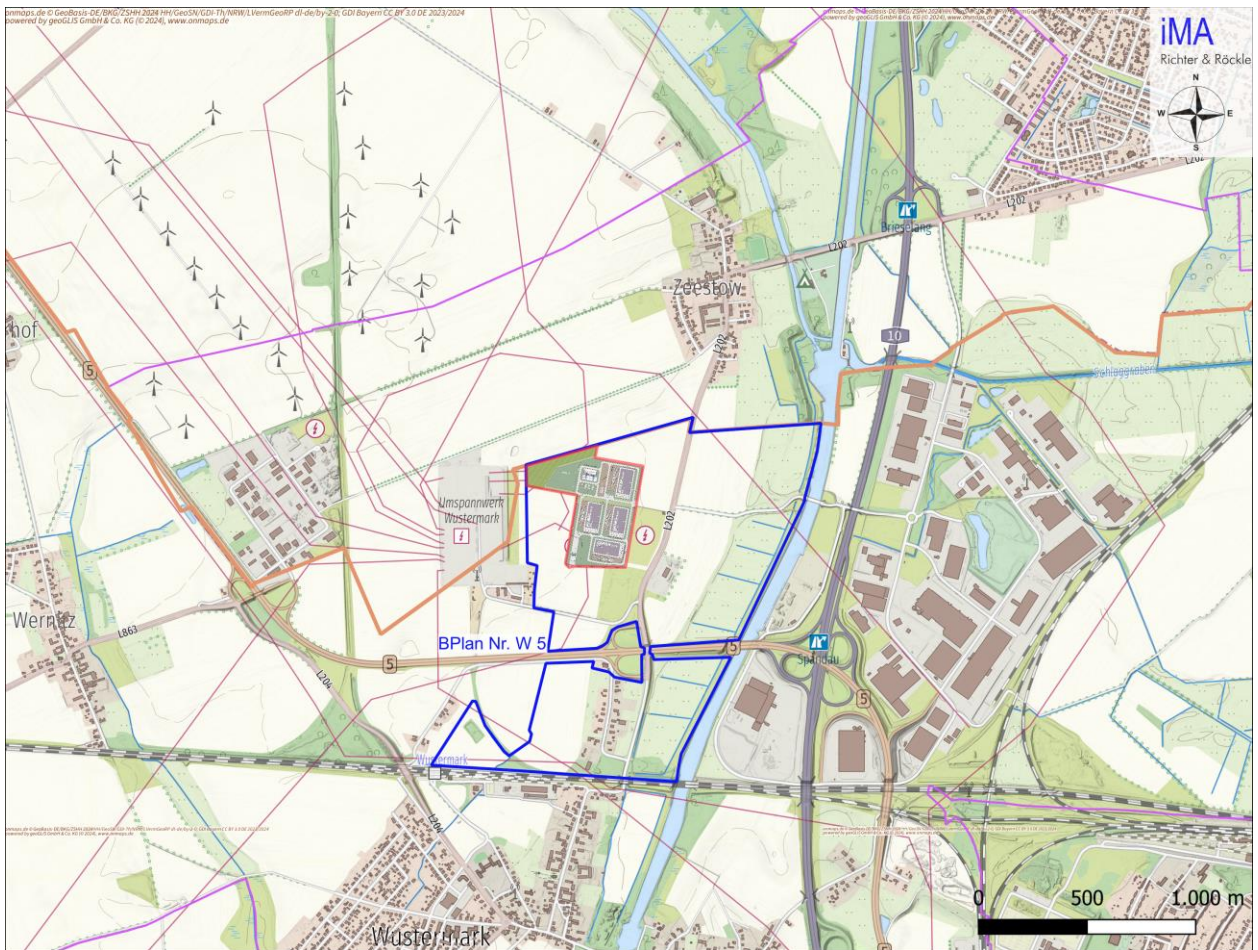 onmaps.de © GeoBasis-DE/BKG/ZSHH 2024 HH/GeoSN/GDI-Th/NRW/LVermGeoRP dl-de/by-2-0; GDI Bayern CC BY 3.0 DE 2023/2024
powered by geoGLIS GmbH & Co. KG (© 2024), www.onmaps.de
iMA
Richter & Röckle
N
W
E
S
L202
L202
Brieselang
L202
Zeestow
hof
10
L202
5
Schlaggraben
Umspannwerk
Wustermark
L202
Wernitz
L863
BPlan Nr. W 5
5
5
Spandau
5
L204
Wustermark
L204
0
500
1.000 m
Wustermark
5